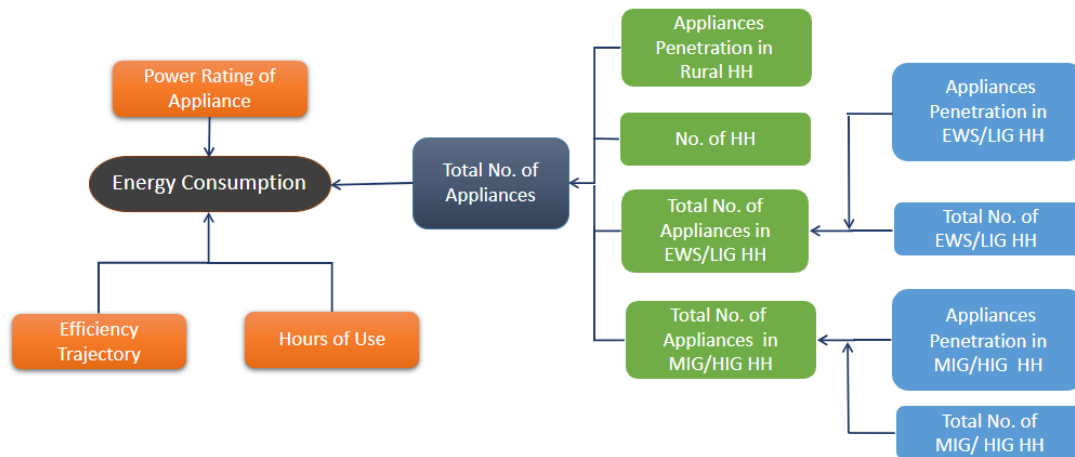 Power Rating of
Appliance
Energy Consumption
Efficiency
Trajectory
Hours of Use
Total No. of
Appliances
Appliances
Penetration in
Rural HH
No. of HH
Total No. of
Appliances in
EWS/LIG HH
Total No. of
Appliances in
MIG/HIG HH
Appliances
Penetration in
EWS/LIG HH
Total No. of
EWS/LIG HH
Appliances
Penetration in
MIG/HIG HH
Total No. of
MIG/ HIG HH